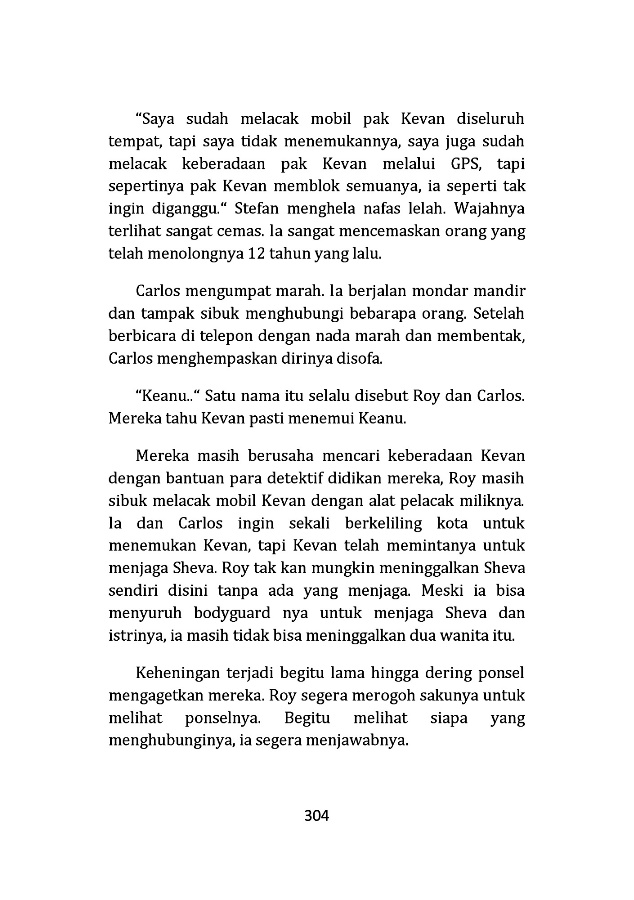 “Saya sudah melacak mobil pak Kevan diseluruh
tempat, tapi saya tidak menemukannya, saya juga sudah
melacak keberadaan pak Kevan melalui GPS, tapi
sepertinya pak Kevan memblok semuanya, ia seperti tak
ingin diganggu.“ Stefan menghela nafas lelah. Wajahnya
terlihat sangat cemas. Ia sangat mencemaskan orang yang
telah menolongnya 12 tahun yang lalu.
Carlos mengumpat marah. Ia berjalan mondar mandir
dan tampak sibuk menghubungi bebarapa orang. Setelah
berbicara di telepon dengan nada marah dan membentak,
Carlos menghempaskan dirinya disofa.
“Keanu..“ Satu nama itu selalu disebut Roy dan Carlos.
Mereka tahu Kevan pasti menemui Keanu.
Mereka masih berusaha mencari keberadaan Kevan
dengan bantuan para detektif didikan mereka, Roy masih
sibuk melacak mobil Kevan dengan alat pelacak miliknya.
Ia dan Carlos ingin sekali berkeliling kota untuk
menemukan Kevan, tapi Kevan telah memintanya untuk
menjaga Sheva. Roy tak kan mungkin meninggalkan Sheva
sendiri disini tanpa ada yang menjaga. Meski ia bisa
menyuruh bodyguard nya untuk menjaga Sheva dan
istrinya, ia masih tidak bisa meninggalkan dua wanita itu.
Keheningan terjadi begitu lama hingga dering ponsel
mengagetkan mereka. Roy segera merogoh sakunya untuk
melihat ponselnya. Begitu melihat siapa yang
menghubunginya, ia segera menjawabnya.
304